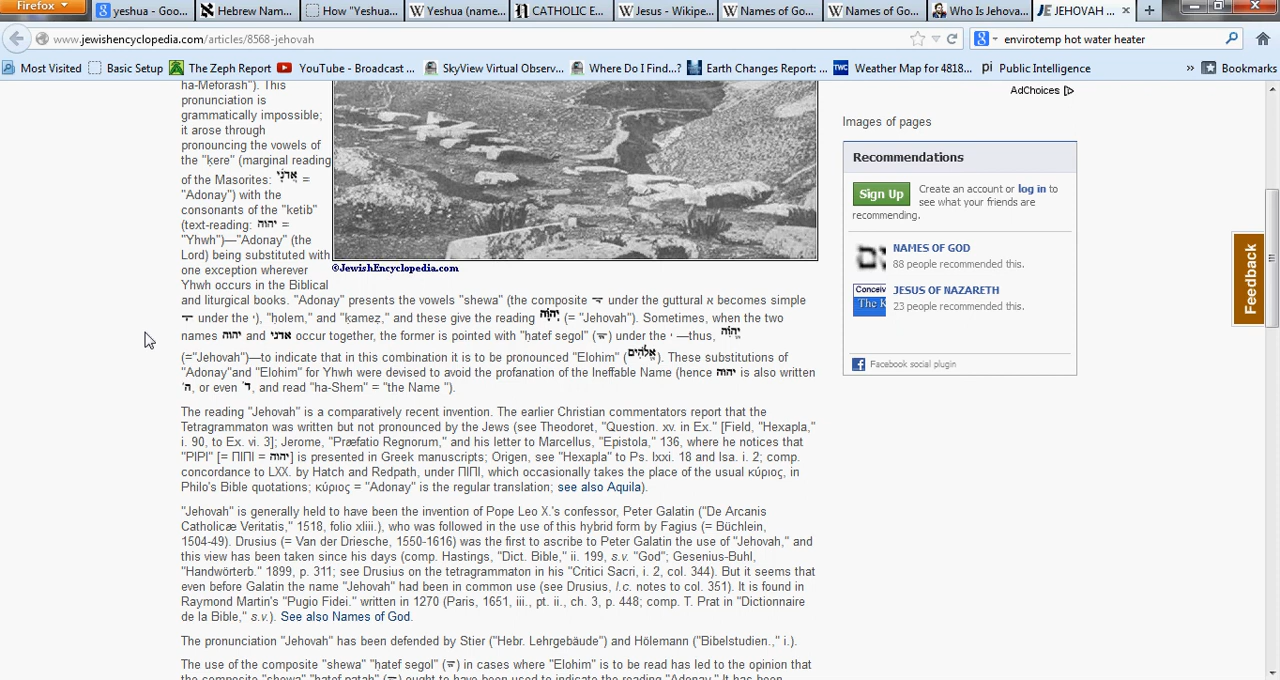 Firefox
yeshua - Goo...
Hebrew Nam...
How "Yeshua...
Yeshua (name...
CATHOLIC E...
Jesus - Wikipe...
Names of Go...
Names of Go...
Who Is Jehova...
JEHOVAH ...
www.jewishencyclopedia.com/articles/8568-jehovah
envirotemp hot water heater
Most Visited
Basic Setup
The Zeph Report
YouTube - Broadcast ...
SkyView Virtual Observ...
Where Do I Find...?
Earth Changes Report: ...
TWC
Weather Map for 4818...
pi Public Intelligence
»
Bookmarks
ha-Meforash"). This
pronunciation is
grammatically impossible;
it arose through
pronouncing the vowels of
the "ḳere" (marginal reading
of the Masorites: אֲדֹנָי =
"Adonay") with the
consonants of the "ketib"
(text-reading: יהוה =
"Yhwh")—"Adonay" (the
Lord) being substituted with
one exception wherever
Yhwh occurs in the Biblical
and liturgical books. "Adonay" presents the vowels "shewa" (the composite under the guttural א becomes simple
under the י), "ḥolem," and "ḳameẓ," and these give the reading יְהֹוָה (= "Jehovah"). Sometimes, when the two
names יהוה and אדני occur together, the former is pointed with "ḥatef segol" ( ) under the י —thus, יֱהֹוִה
(="Jehovah")—to indicate that in this combination it is to be pronounced "Elohim" (אֱלֹהִים). These substitutions of
"Adonay"and "Elohim" for Yhwh were devised to avoid the profanation of the Ineffable Name (hence יהוה is also written
ה', or even ד', and read "ha-Shem" = "the Name ").
The reading "Jehovah" is a comparatively recent invention. The earlier Christian commentators report that the
Tetragrammaton was written but not pronounced by the Jews (see Theodoret, "Question. xv. in Ex." [Field, "Hexapla,"
i. 90, to Ex. vi. 3]; Jerome, "Præfatio Regnorum," and his letter to Marcellus, "Epistola," 136, where he notices that
"PIPI" [= ΠΙΠΙ = יהוה] is presented in Greek manuscripts; Origen, see "Hexapla" to Ps. lxxi. 18 and Isa. i. 2; comp.
concordance to LXX. by Hatch and Redpath, under ΠΙΠΙ, which occasionally takes the place of the usual κύριος, in
Philo's Bible quotations; κύριος = "Adonay" is the regular translation; see also Aquila).
"Jehovah" is generally held to have been the invention of Pope Leo X.'s confessor, Peter Galatin ("De Arcanis
Catholicæ Veritatis," 1518, folio xliii.), who was followed in the use of this hybrid form by Fagius (= Büchlein,
1504-49). Drusius (= Van der Driesche, 1550-1616) was the first to ascribe to Peter Galatin the use of "Jehovah," and
this view has been taken since his days (comp. Hastings, "Dict. Bible," ii. 199, s.v. "God"; Gesenius-Buhl,
"Handwörterb." 1899, p. 311; see Drusius on the tetragrammaton in his "Critici Sacri, i. 2, col. 344). But it seems that
even before Galatin the name "Jehovah" had been in common use (see Drusius, l.c. notes to col. 351). It is found in
Raymond Martin's "Pugio Fidei." written in 1270 (Paris, 1651, iii., pt. ii., ch. 3, p. 448; comp. T. Prat in "Dictionnaire
de la Bible," s.v.). See also Names of God.
The pronunciation "Jehovah" has been defended by Stier ("Hebr. Lehrgebäude") and Hölemann ("Bibelstudien.," i.).
The use of the composite "shewa" "ḥatef segol" ( ) in cases where "Elohim" is to be read has led to the opinion that
the composite "shewa" "ḥatef pataḥ" ( ) ought to have been used to indicate the reading "Adonay." It has been
©JewishEncyclopedia.com
AdChoices
Images of pages
Recommendations
Sign Up
Create an account or log in to
see what your friends are
recommending.
NAMES OF GOD
88 people recommended this.
Concei
The K
JESUS OF NAZARETH
23 people recommended this.
Facebook social plugin
Feedback